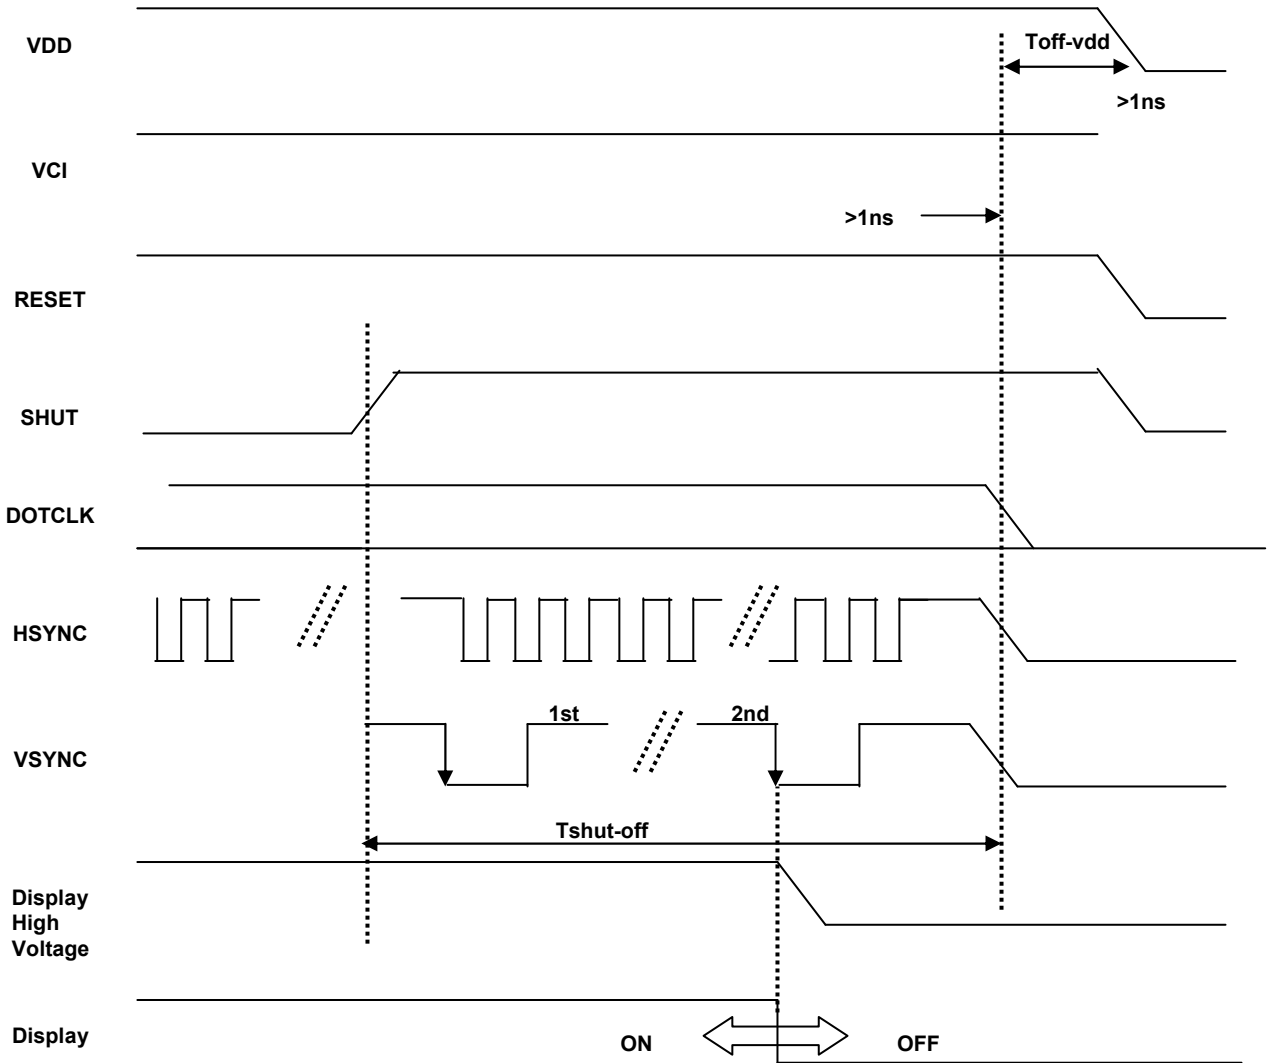 VDD
Toff-vdd
>1ns
VCI
>1ns
RESET
SHUT
DOTCLK
HSYNC
VSYNC
1st
2nd
Tshut-off
Display
High
Voltage
Display
ON
OFF